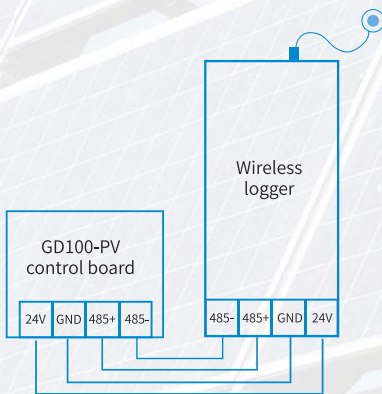 Wireless
logger
GD100-PV
control board
24V GND 485+ 485-
485- 485+ GND 24V